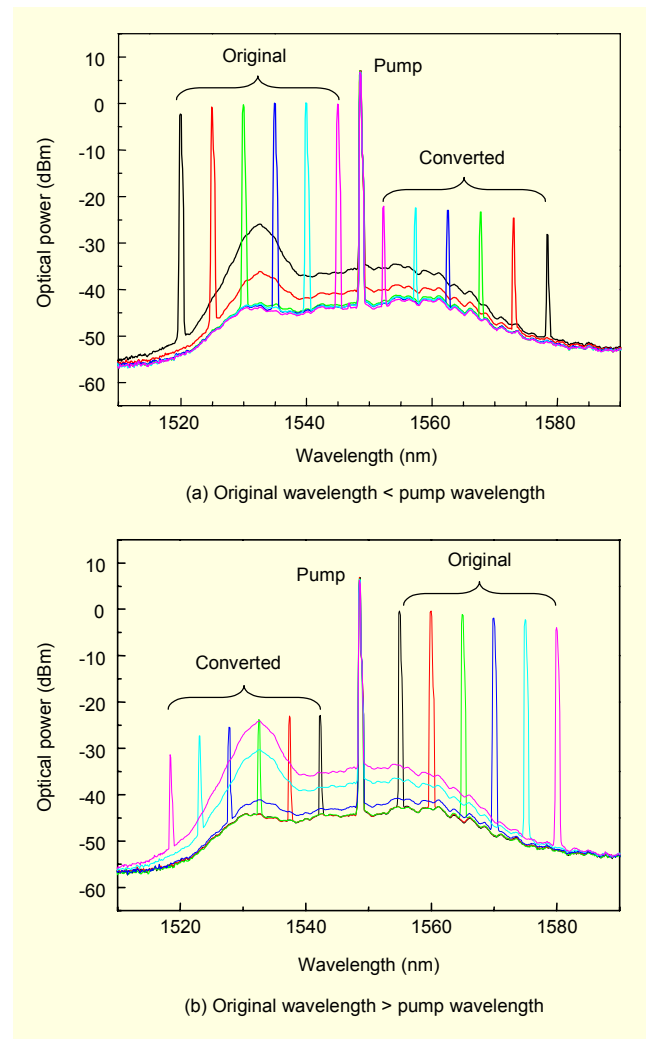 10
0
-10
-20
-30
-40
-50
-60
Optical power (dBm)
Original
Pump
Converted
1520 1540 1560 1580
Wavelength (nm)
(a) Original wavelength < pump wavelength
10
0
-10
-20
-30
-40
-50
-60
Optical power (dBm)
Pump
Original
Converted
1520 1540 1560 1580
Wavelength (nm)
(b) Original wavelength > pump wavelength